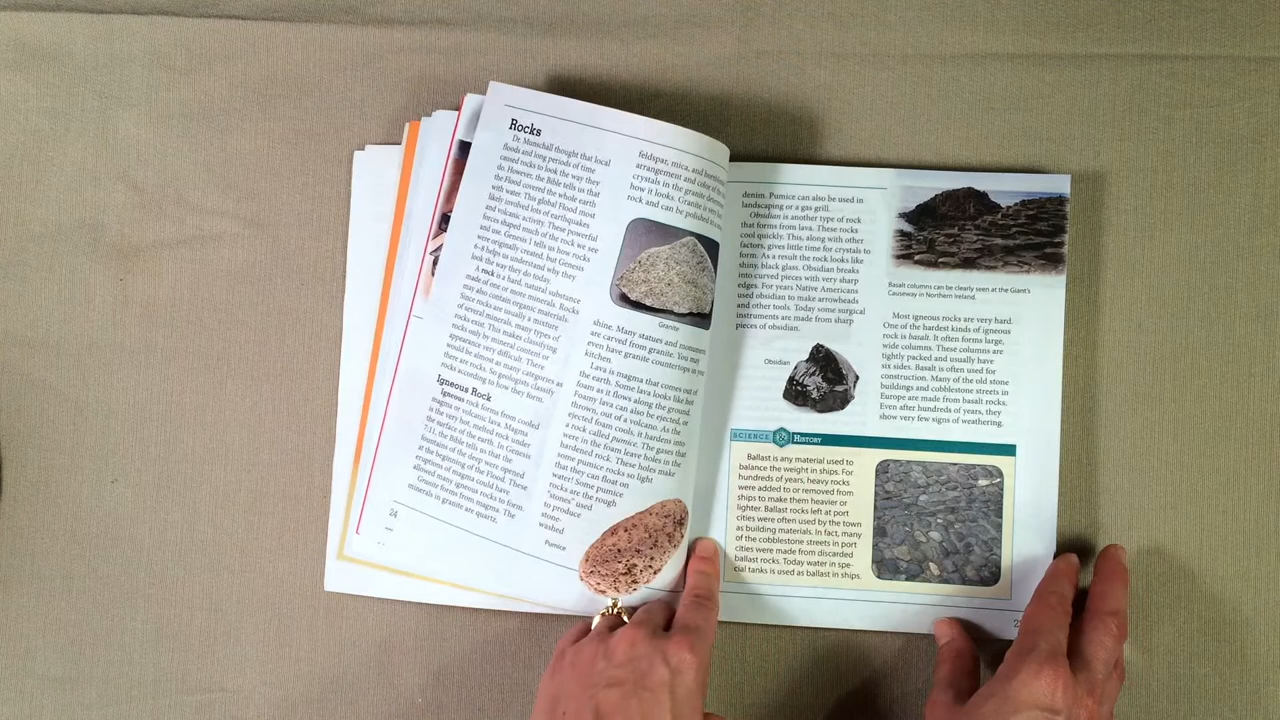 Rocks
Dr. Munschall thought that local
floods and long periods of time
caused rocks to look the way they
do. However, the Bible tells us that
the Flood covered the whole earth
with water. This global Flood most
likely involved lots of earthquakes
and volcanic activity. These powerful
forces shaped much of the rock we see
and use. Genesis 1 tells us how rocks
were originally created, but Genesis
6–8 helps us understand why they
look the way they do today.
A rock is a hard, natural substance
made of one or more minerals. Rocks
may also contain organic materials.
Since rocks are usually a mixture
of several minerals, many types of
rocks exist. This makes classifying
rocks only by mineral content or
appearance very difficult. There
would be almost as many categories as
there are rocks. So geologists classify
rocks according to how they form.
Igneous Rock
Igneous rock forms from cooled
magma or volcanic lava. Magma
is the very hot, melted rock under
the surface of the earth. In Genesis
7:11, the Bible tells us that the
fountains of the deep were opened
at the beginning of the Flood. These
eruptions of magma could have
allowed many igneous rocks to form.
Granite forms from magma. The
minerals in granite are quartz,
24
feldspar, mica, and
arrangement and color of
crystals in the granite
how it looks. Granite is
rock and can be polished to
Granite
shine. Many statues and monuments
are carved from granite. You may
even have granite countertops in your
kitchen.
Lava is magma that comes out of
the earth. Some lava looks like hot
foam as it flows along the ground.
Foamy lava can also be ejected, or
thrown, out of a volcano. As the
ejected foam cools, it hardens into
a rock called pumice. The gases that
were in the foam leave holes in the
hardened rock. These holes make
some pumice rocks so light
that they can float on
water! Some pumice
rocks are the rough
"stones" used
to produce
stone-
washed
Pumice
denim. Pumice can also be used in
landscaping or a gas grill.
Obsidian is another type of rock
that forms from lava. These rocks
cool quickly. This, along with other
factors, gives little time for crystals to
form. As a result the rock looks like
shiny, black glass. Obsidian breaks
into curved pieces with very sharp
edges. For years Native Americans
used obsidian to make arrowheads
and other tools. Today some surgical
instruments are made from sharp
pieces of obsidian.
Obsidian
Basalt columns can be clearly seen at the Giant's
Causeway in Northern Ireland.
Most igneous rocks are very hard.
One of the hardest kinds of igneous
rock is basalt. It often forms large,
wide columns. These columns are
tightly packed and usually have
six sides. Basalt is often used for
construction. Many of the old stone
buildings and cobblestone streets in
Europe are made from basalt rocks.
Even after hundreds of years, they
show very few signs of weathering.
SCIENCE & HISTORY
Ballast is any material used to
balance the weight in ships. For
hundreds of years, heavy rocks
were added to or removed from
ships to make them heavier or
lighter. Ballast rocks left at port
cities were often used by the town
as building materials. In fact, many
of the cobblestone streets in port
cities were made from discarded
ballast rocks. Today water in spe-
cial tanks is used as ballast in ships.